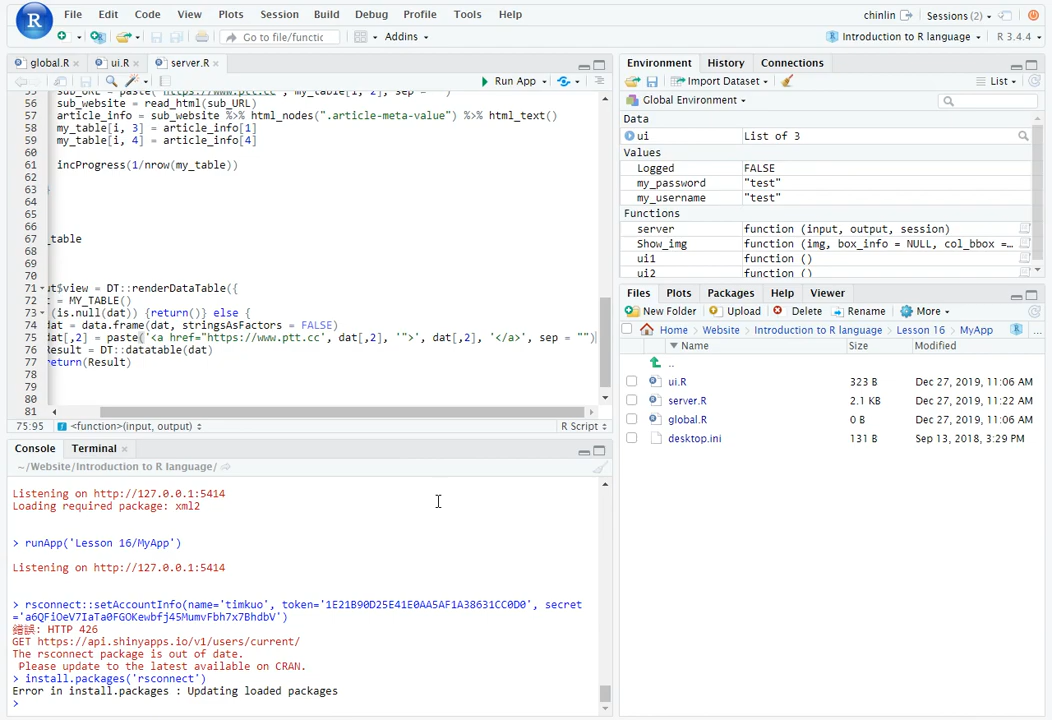 File Edit Code View Plots Session Build Debug Profile Tools Help
chinlin Sessions (2)
Go to file/functic Addins
Introduction to R language R 3.4.4
global.R ui.R server.R
Run App
56 sub_website = read_html(sub_URL)
57 article_info = sub_website %>% html_nodes(".article-meta-value") %>% html_text()
58 my_table[i, 3] = article_info[1]
59 my_table[i, 4] = article_info[4]
60
61 incProgress(1/nrow(my_table))
62
63
64
65
66
67 _table
68
69
70
71 ut$view = DT::renderDataTable({
72 t = MY_TABLE()
73 (is.null(dat)) {return()} else {
74 dat = data.frame(dat, stringsAsFactors = FALSE)
75 dat[,2] = paste('<a href="https://www.ptt.cc', dat[,2], '">', dat[,2], '</a>', sep = "")
76 Result = DT::datatable(dat)
77 return(Result)
78
79
80
81
75:95 <function>(input, output) R Script
Console Terminal
~/Website/Introduction to R language/
Listening on http://127.0.0.1:5414
Loading required package: xml2
> runApp('Lesson 16/MyApp')
Listening on http://127.0.0.1:5414
> rsconnect::setAccountInfo(name='timkuo', token='1E21B90D25E41E0AA5AF1A38631CC0D0', secret
='a6QFiOeV7IaTa0FGOKewbfj45MumvFbh7x7BhdbV')
錯誤: HTTP 426
GET https://api.shinyapps.io/v1/users/current/
The rsconnect package is out of date.
Please update to the latest available on CRAN.
> install.packages('rsconnect')
Error in install.packages : Updating loaded packages
>
Environment History Connections
Import Dataset List
Global Environment
Data
ui List of 3
Values
Logged FALSE
my_password "test"
my_username "test"
Functions
server function (input, output, session)
Show_img function (img, box_info = NULL, col_bbox =…
ui1 function ()
ui2 function ()
Files Plots Packages Help Viewer
New Folder Upload Delete Rename More
Home Website Introduction to R language Lesson 16 MyApp ...
Name Size Modified
..
ui.R 323 B Dec 27, 2019, 11:06 AM
server.R 2.1 KB Dec 27, 2019, 11:22 AM
global.R 0 B Dec 27, 2019, 11:06 AM
desktop.ini 131 B Sep 13, 2018, 3:29 PM